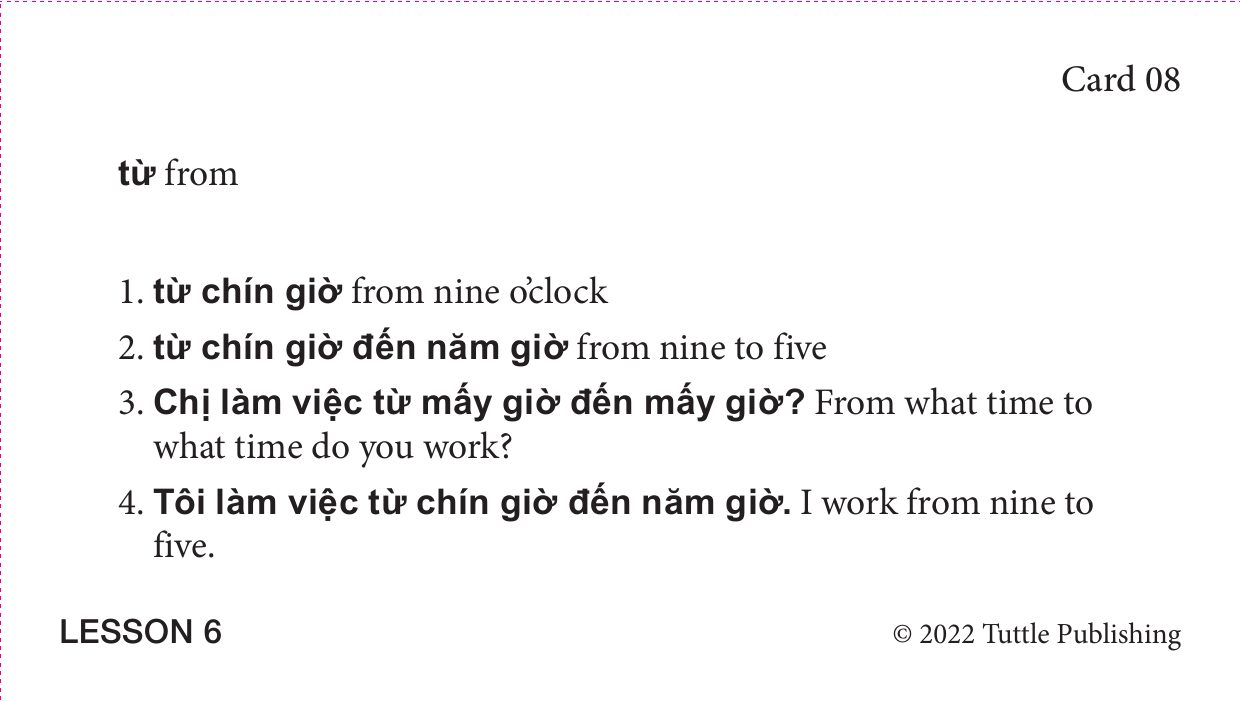 Card 08
từ from
1. từ chín giờ from nine o’clock
2. từ chín giờ đến năm giờ from nine to five
3. Chị làm việc từ mấy giờ đến mấy giờ? From what time to
what time do you work?
4. Tôi làm việc từ chín giờ đến năm giờ. I work from nine to
five.
LESSON 6
© 2022 Tuttle Publishing